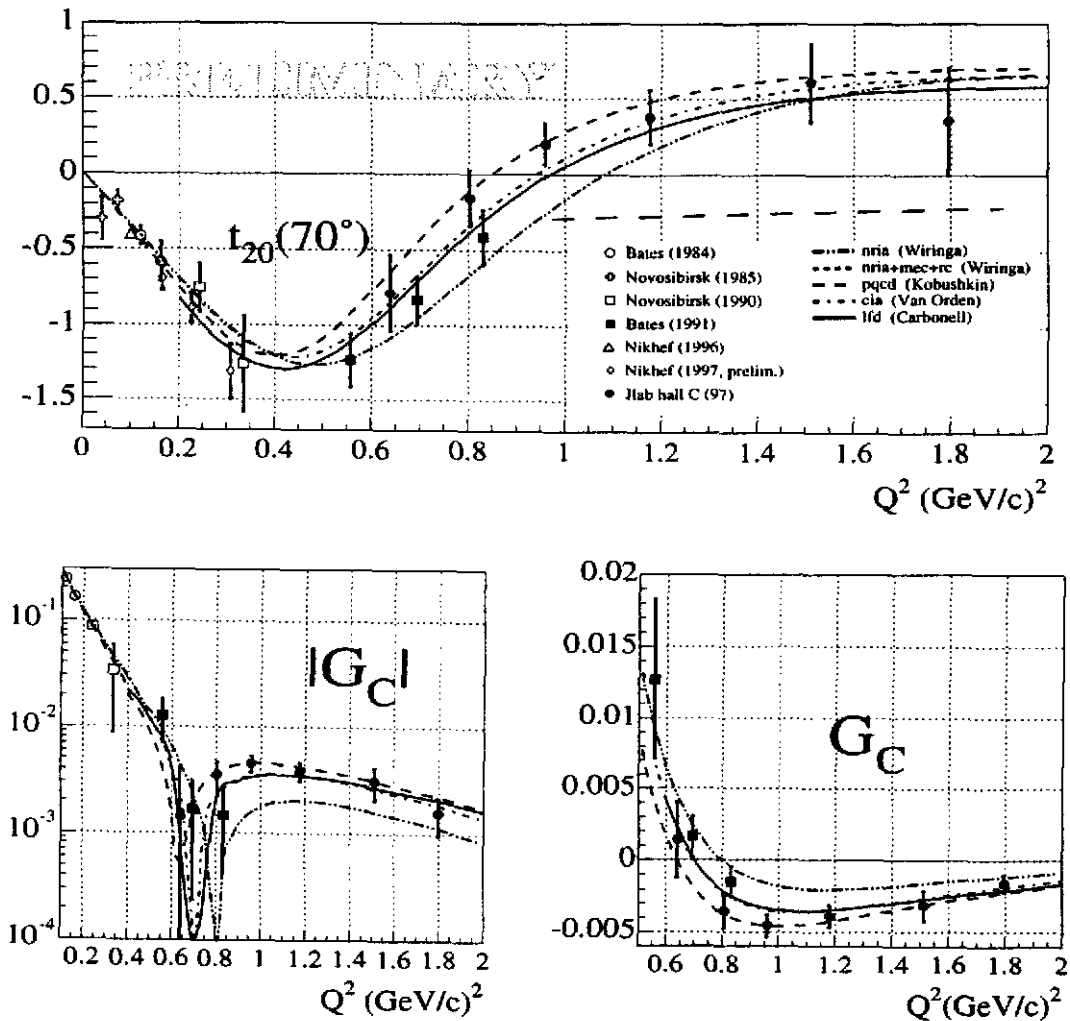 PRELIMINARY
1
0.5
0
-0.5
-1
-1.5
t20(70°)
Bates (1984)
Novosibirsk (1985)
Novosibirsk (1990)
Bates (1991)
Nikhef (1996)
Nikhef (1997, prelim.)
Jlab hall C (97)
nria (Wiringa)
nria+mec+rc (Wiringa)
pqcd (Kobushkin)
cia (Van Orden)
lfd (Carbonell)
0 0.2 0.4 0.6 0.8 1 1.2 1.4 1.6 1.8 2
Q2 (GeV/c)2
10-1
10-2
10-3
10-4
|GC|
0.2 0.4 0.6 0.8 1 1.2 1.4 1.6 1.8 2
Q2 (GeV/c)2
0.02
0.015
0.01
0.005
0
-0.005
GC
0.6 0.8 1 1.2 1.4 1.6 1.8 2
Q2(GeV/c)2